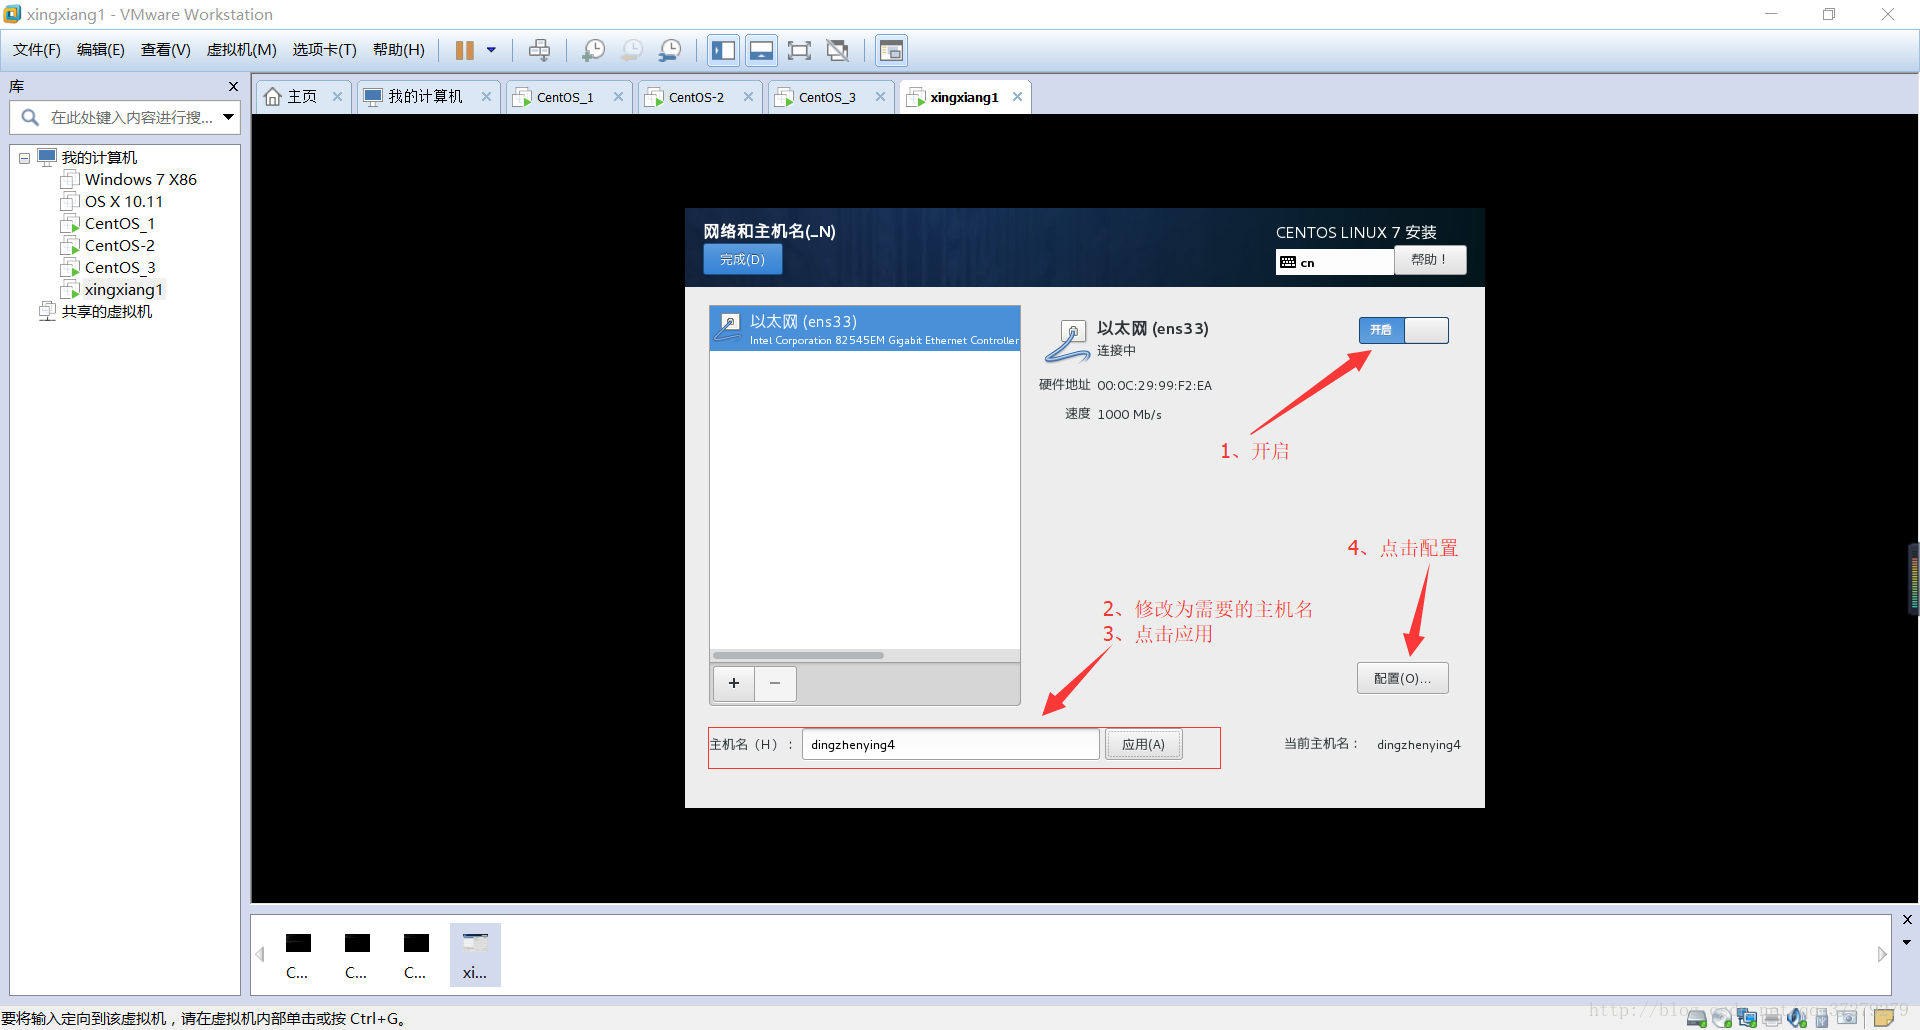 xingxiang1 - VMware Workstation
文件(F) 编辑(E) 查看(V) 虚拟机(M) 选项卡(T) 帮助(H)
库
在此处键入内容进行搜...
我的计算机
Windows 7 X86
OS X 10.11
CentOS_1
CentOS-2
CentOS_3
xingxiang1
共享的虚拟机
主页 我的计算机 CentOS_1 CentOS-2 CentOS_3 xingxiang1
网络和主机名(_N)
完成(D)
CENTOS LINUX 7 安装
cn 帮助！
以太网 (ens33)
Intel Corporation 82545EM Gigabit Ethernet Controller
以太网 (ens33)
连接中
开启
硬件地址 00:0C:29:99:F2:EA
速度 1000 Mb/s
1、开启
4、点击配置
2、修改为需要的主机名
3、点击应用
+ −
配置(O)...
主机名（H）： dingzhenying4 应用(A) 当前主机名： dingzhenying4
C... C... C... xi...
要将输入定向到该虚拟机，请在虚拟机内部单击或按 Ctrl+G。